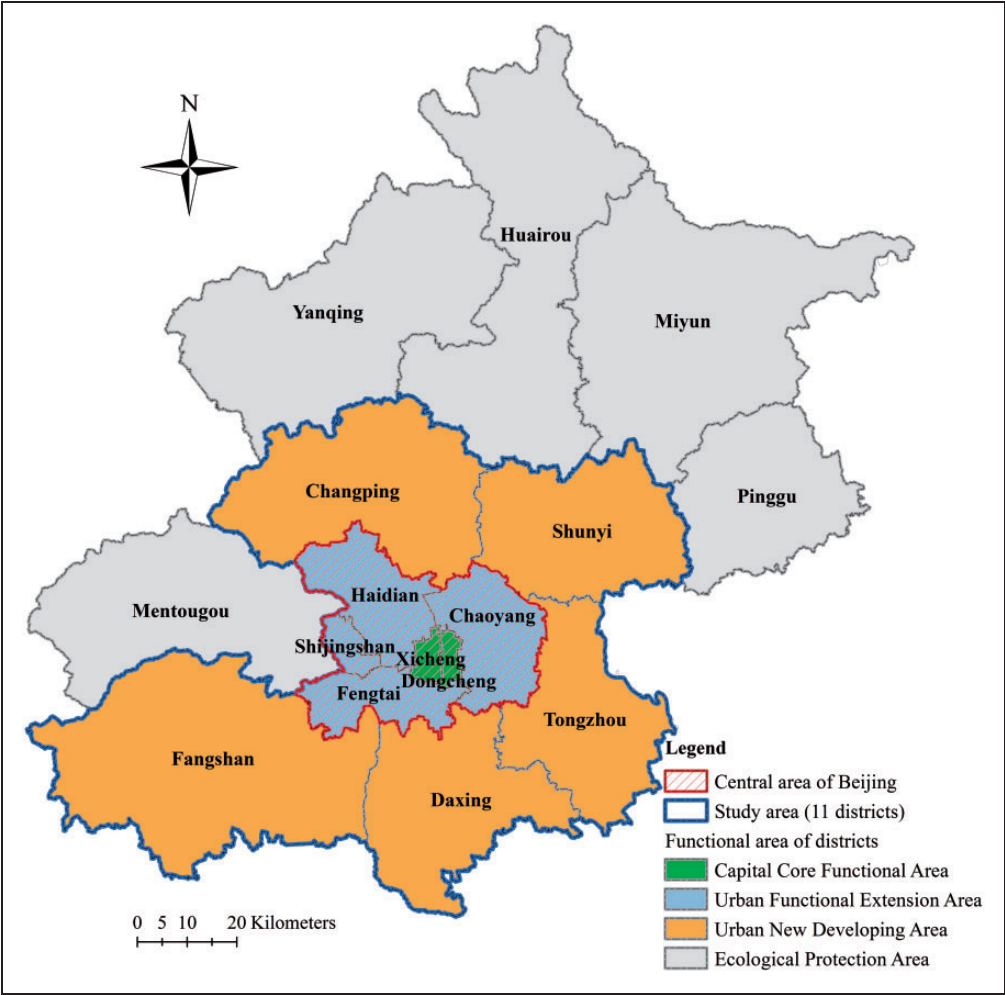 N
Huairou
Yanqing
Miyun
Changping
Pinggu
Shunyi
Haidian
Mentougou
Chaoyang
Shijingshan
Xicheng
Dongcheng
Fengtai
Tongzhou
Fangshan
Daxing
Legend
Central area of Beijing
Study area (11 districts)
Functional area of districts
Capital Core Functional Area
Urban Functional Extension Area
Urban New Developing Area
Ecological Protection Area
0 5 10 20 Kilometers